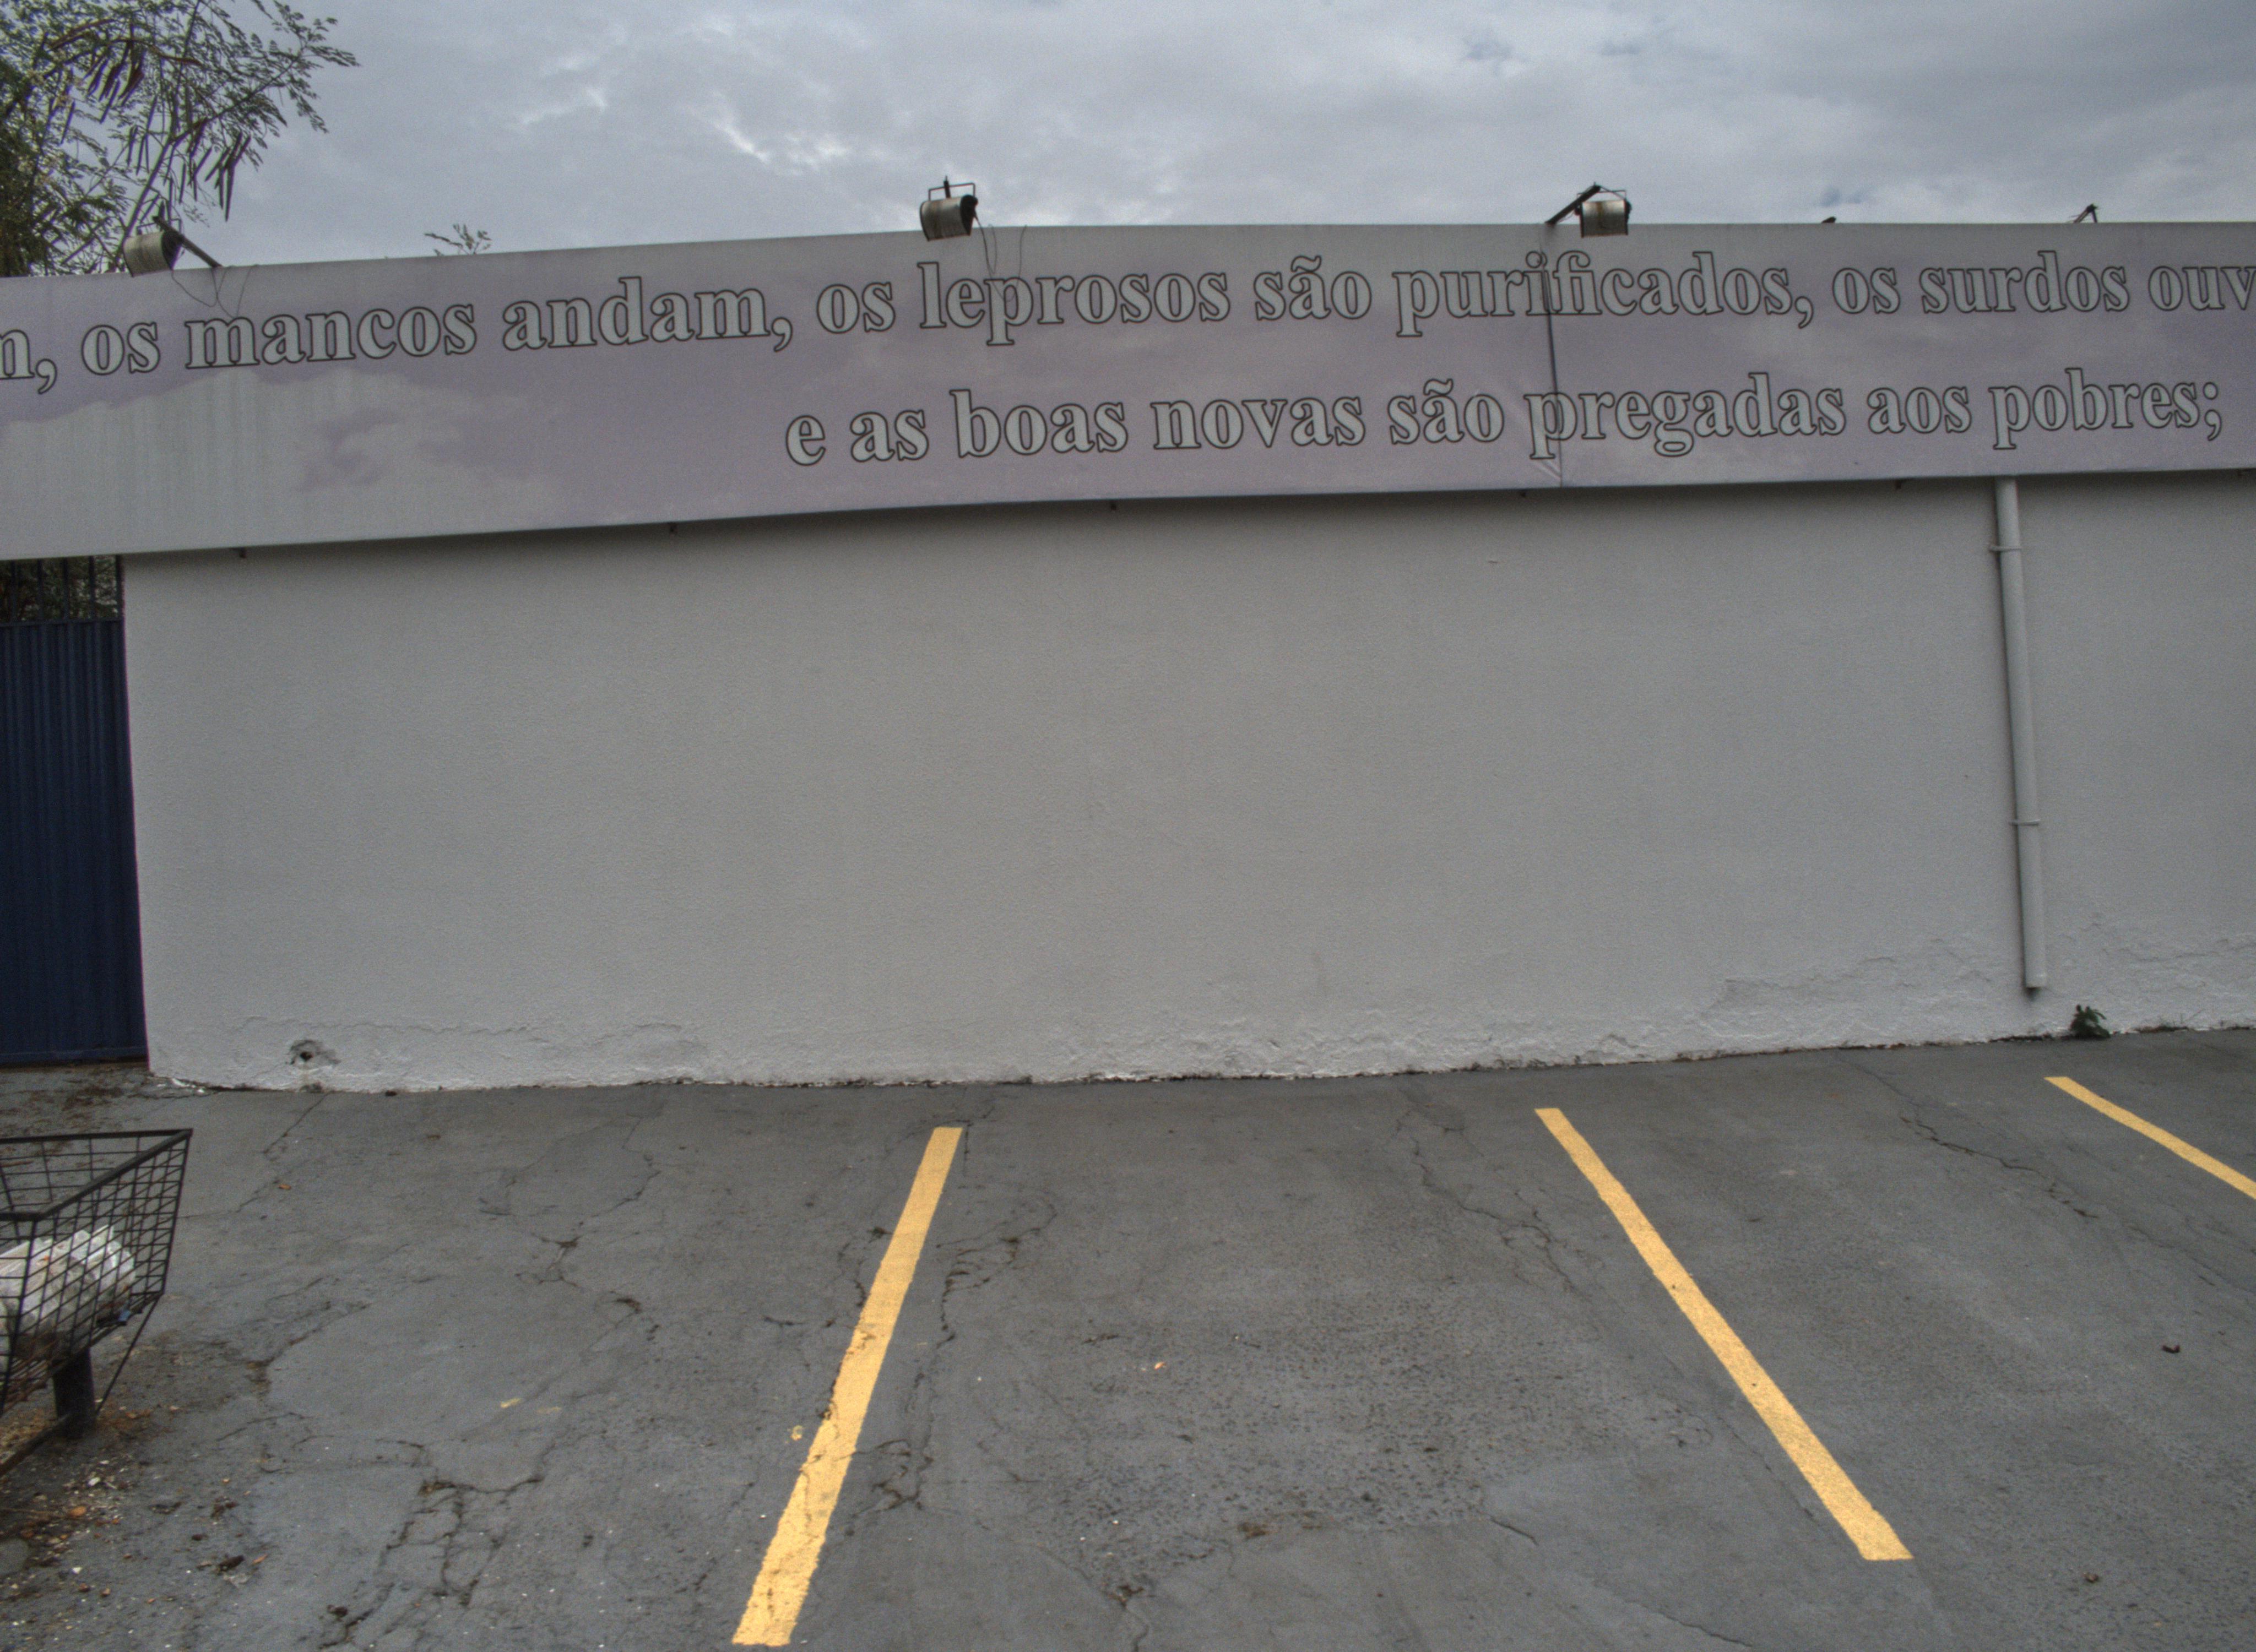 os mancos andam, os leprosos são purificados, os surdos
e as boas novas são pregadas aos pobres;